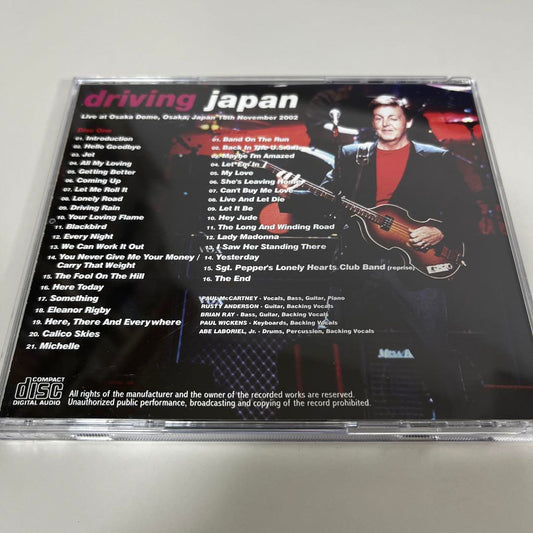 driving japan
Live at Osaka Dome, Osaka, Japan 18th November 2002
Disc One
01. Introduction
02. Hello Goodbye
03. Jet
04. All My Loving
05. Getting Better
06. Coming Up
07. Let Me Roll It
08. Lonely Road
09. Driving Rain
10. Your Loving Flame
11. Blackbird
12. Every Night
13. We Can Work It Out
14. You Never Give Me Your Money /
Carry That Weight
15. The Fool On The Hill
16. Here Today
17. Something
18. Eleanor Rigby
19. Here, There And Everywhere
20. Calico Skies
21. Michelle
01. Band On The Run
02. Back In The U.S.S.R.
03. Maybe I'm Amazed
04. Let 'Em In
05. My Love
06. She's Leaving Home
07. Can't Buy Me Love
08. Live And Let Die
09. Let It Be
10. Hey Jude
11. The Long And Winding Road
12. Lady Madonna
13. I Saw Her Standing There
14. Yesterday
15. Sgt. Pepper's Lonely Hearts Club Band (reprise)
16. The End
PAUL McCARTNEY - Vocals, Bass, Guitar, Piano
RUSTY ANDERSON - Guitar, Backing Vocals
BRIAN RAY - Bass, Guitar, Backing Vocals
PAUL WICKENS - Keyboards, Backing Vocals
ABE LABORIEL, Jr. - Drums, Percussion, Backing Vocals
COMPACT
disc
DIGITAL AUDIO
All rights of the manufacturer and the owner of the recorded works are reserved.
Unauthorized public performance, broadcasting and copying of the record prohibited.